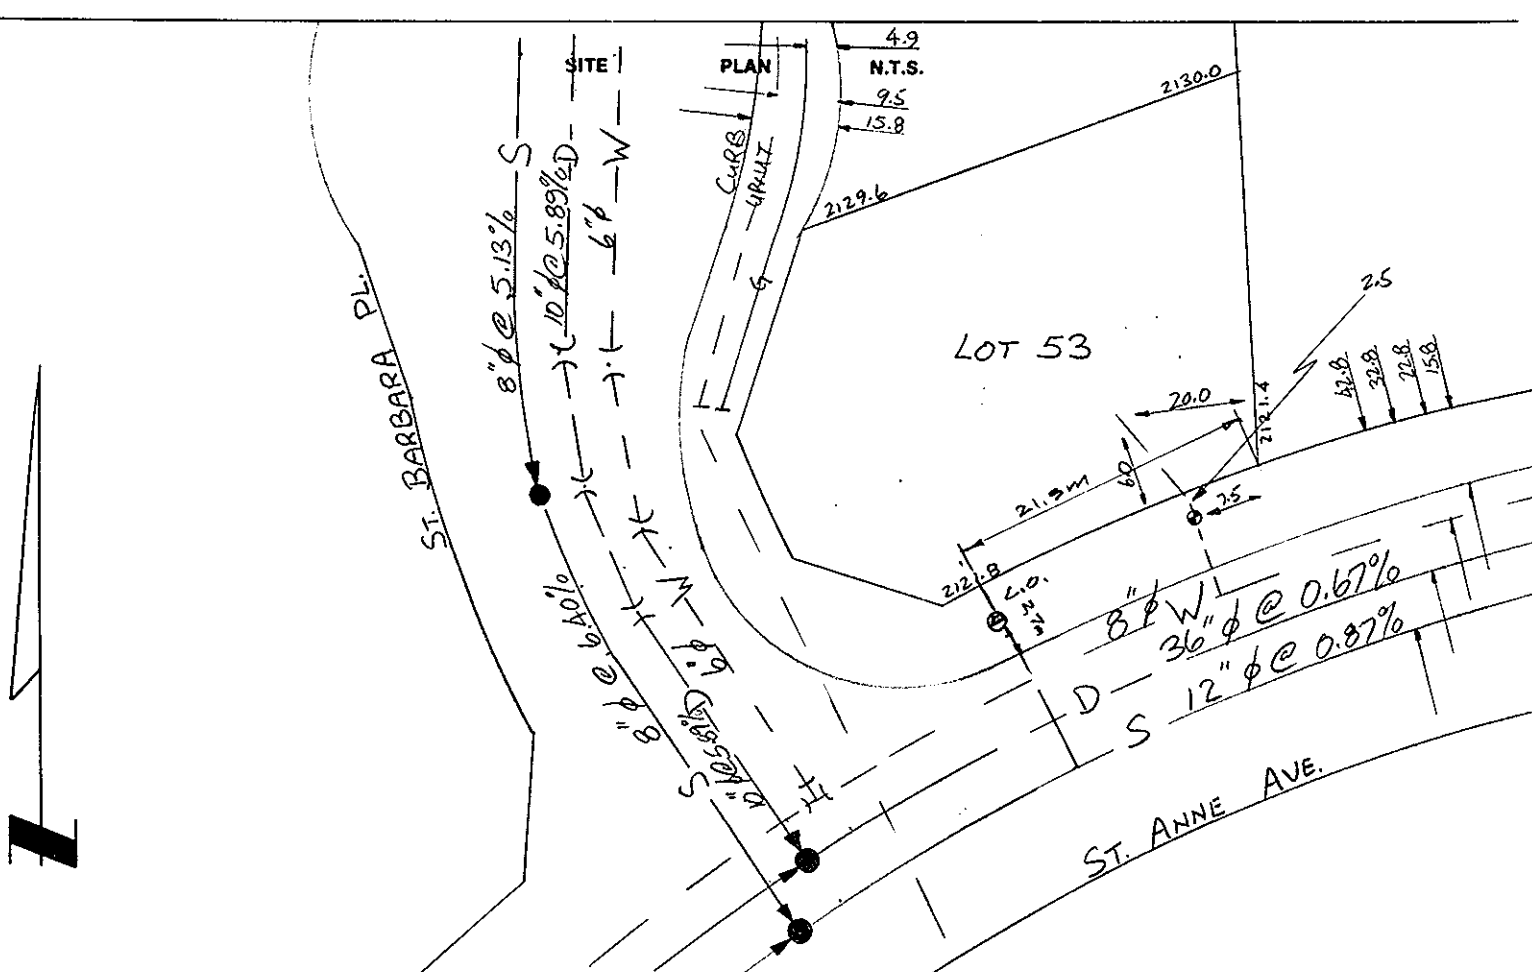 SITE PLAN N.T.S.
4.9
9.5
15.8
2130.0
2129.6
CURB
G
S
D
W
8"φ @ 5.13%
10"φ @ 5.89%
6"φ
ST. BARBARA PL.
LOT 53
2.5
20.0
2121.4
42.8
32.8
22.8
15.8
6.0
7.5
2121.8
C.O.
8"φ W
36"φ @ 0.67%
D
12"φ @ 0.87%
S
8"φ @ 6.40%
S
W
6"φ
D
ST. ANNE AVE.